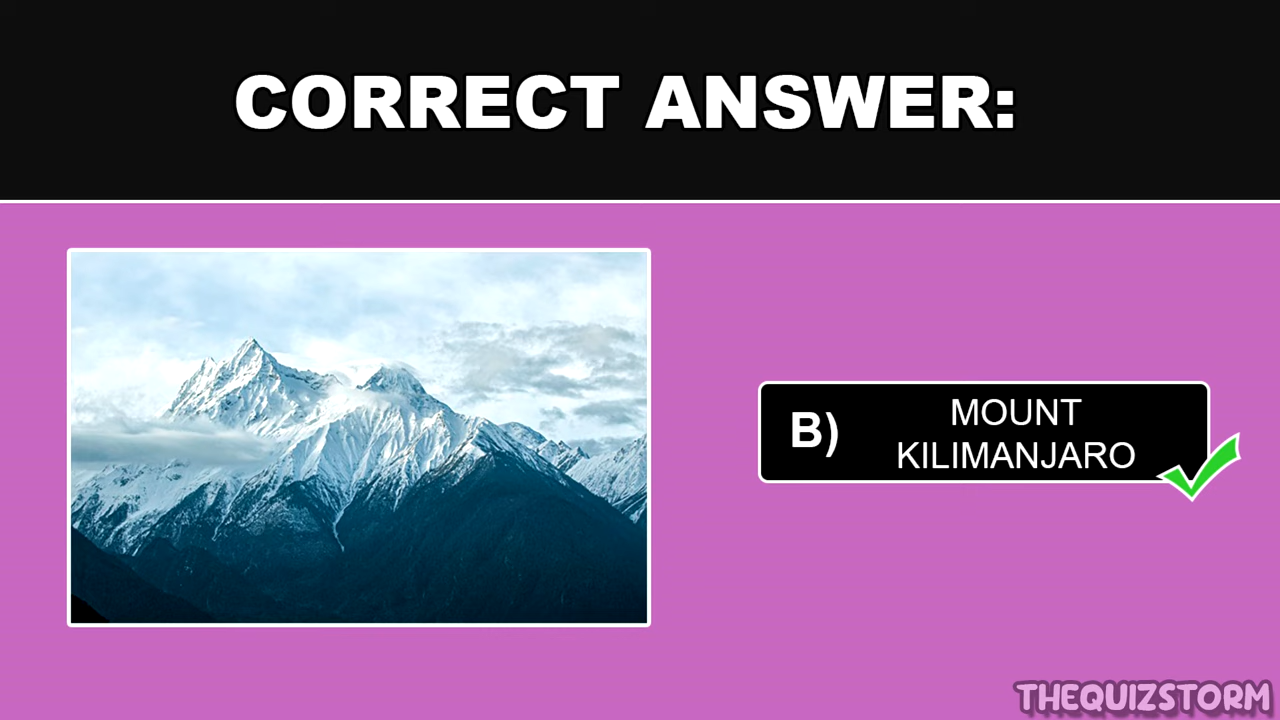 CORRECT ANSWER:
B)
MOUNT
KILIMANJARO
THEQUIZSTORM